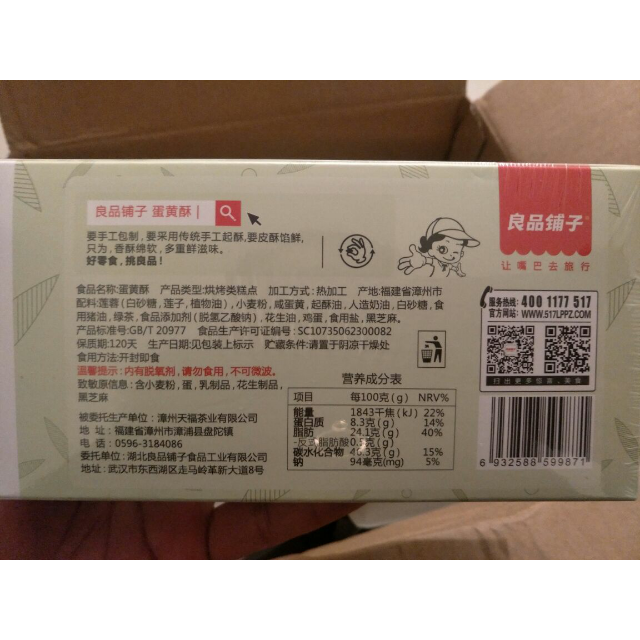 良品铺子 蛋黄酥
要手工包制,要采用传统手工起酥,要皮酥馅鲜,
只为,香酥绵软,多重鲜滋味。
好零食,挑良品!
良品铺子®
让嘴巴去旅行
食品名称:蛋黄酥 产品类型:烘烤类糕点 加工方式:热加工 产地:福建省漳州市
配料:莲蓉(白砂糖,莲子,植物油),小麦粉,咸蛋黄,起酥油,人造奶油,白砂糖,食
用猪油,绿茶,食品添加剂(脱氢乙酸钠),花生油,鸡蛋,食用盐,黑芝麻。
产品标准号:GB/T 20977 食品生产许可证编号:SC10735062300082
保质期:120天 生产日期:见包装上标示 贮藏条件:请置于阴凉干燥处
食用方法:开封即食
温馨提示:内有脱氧剂,请勿食用,不可微波。
致敏原信息:含小麦粉,蛋,乳制品,花生制品,
黑芝麻
被委托生产单位:漳州天福茶业有限公司
地 址:福建省漳州市漳浦县盘陀镇
电 话:0596-3184086
委托单位:湖北良品铺子食品工业有限公司
地址:武汉市东西湖区走马岭革新大道8号
营养成分表
项目 每100克(g) NRV%
能量 1843千焦(kJ) 22%
蛋白质 8.3克(g) 14%
脂肪 24.1克(g) 40%
-反式脂肪酸 克(g)
碳水化合物 46.3克(g) 15%
钠 94毫克(mg) 5%
服务热线: 400 1177 517
官方网站: WWW.517LPPZ.COM
扫出更多惊喜,美食
6 932588 599871